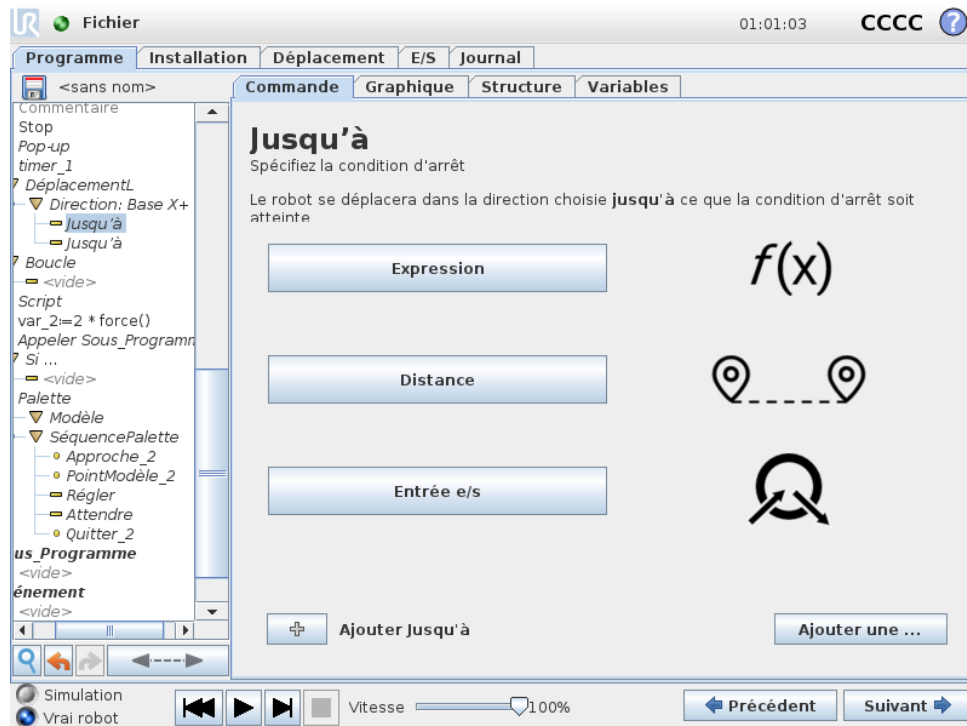 UR Fichier 01:01:03 CCCC ?
Programme Installation Déplacement E/S Journal
<sans nom> Commande Graphique Structure Variables
Commentaire
Stop
Pop-up
timer_1
DéplacementL
Direction: Base X+
Jusqu'à
Jusqu'à
Boucle
<vide>
Script
var_2:=2 * force()
Appeler Sous_Programm
Si ...
<vide>
Palette
Modèle
SéquencePalette
Approche_2
PointModèle_2
Régler
Attendre
Quitter_2
us_Programme
<vide>
énement
<vide>
Jusqu'à
Spécifiez la condition d'arrêt
Le robot se déplacera dans la direction choisie jusqu'à ce que la condition d'arrêt soit
atteinte
Expression f(x)
Distance
Entrée e/s
Ajouter Jusqu'à Ajouter une ...
Simulation
Vrai robot
Vitesse 100% Précédent Suivant